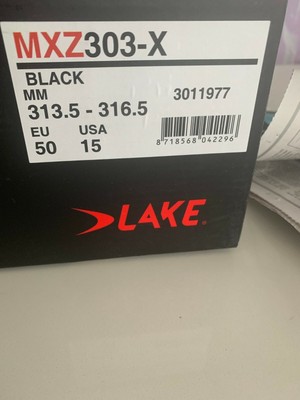 MXZ303-X
BLACK
MM
313.5 - 316.5 3011977
EU USA
50 15
8 718568 042296
LAKE